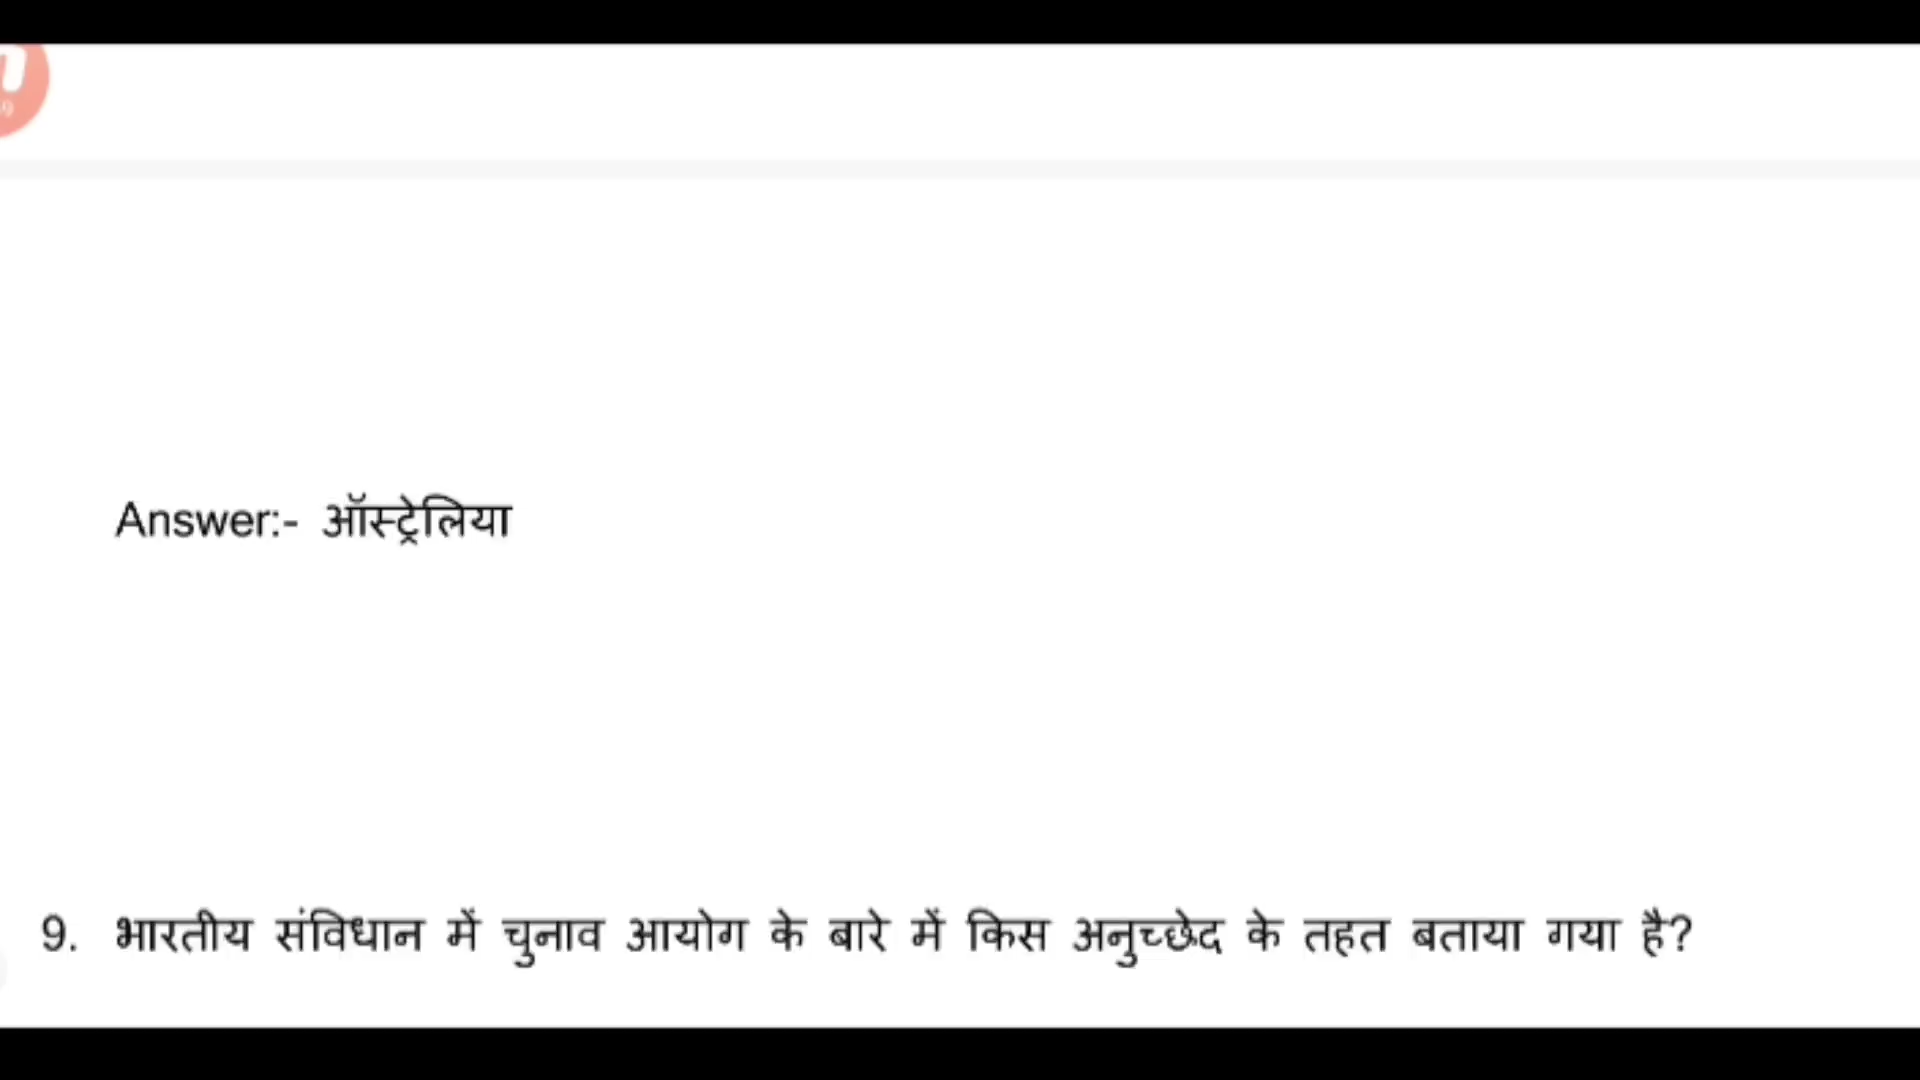 Answer:- ऑस्ट्रेलिया
9. भारतीय संविधान में चुनाव आयोग के बारे में किस अनुच्छेद के तहत बताया गया है?